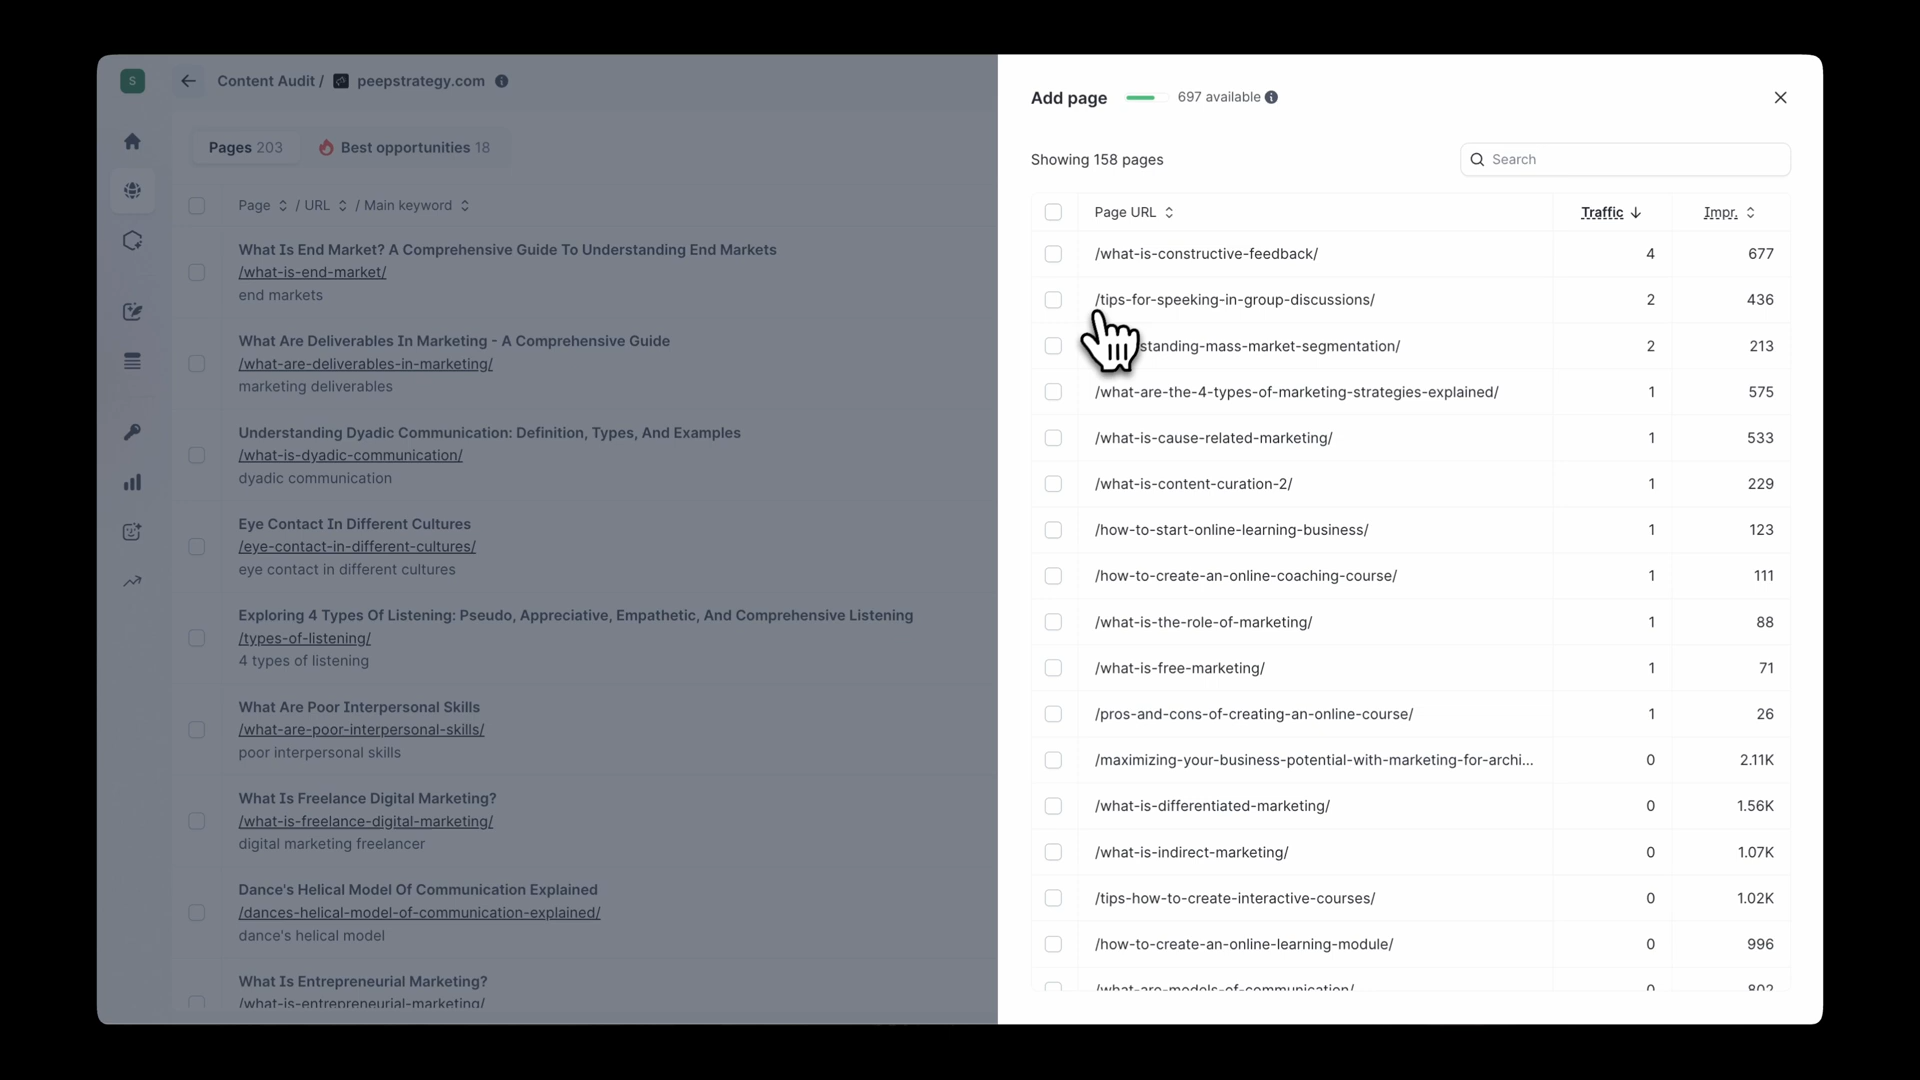 S
Content Audit / peepstrategy.com
Pages 203
Best opportunities 18
Page / URL / Main keyword
What Is End Market? A Comprehensive Guide To Understanding End Markets
/what-is-end-market/
end markets
What Are Deliverables In Marketing - A Comprehensive Guide
/what-are-deliverables-in-marketing/
marketing deliverables
Understanding Dyadic Communication: Definition, Types, And Examples
/what-is-dyadic-communication/
dyadic communication
Eye Contact In Different Cultures
/eye-contact-in-different-cultures/
eye contact in different cultures
Exploring 4 Types Of Listening: Pseudo, Appreciative, Empathetic, And Comprehensive Listening
/types-of-listening/
4 types of listening
What Are Poor Interpersonal Skills
/what-are-poor-interpersonal-skills/
poor interpersonal skills
What Is Freelance Digital Marketing?
/what-is-freelance-digital-marketing/
digital marketing freelancer
Dance's Helical Model Of Communication Explained
/dances-helical-model-of-communication-explained/
dance's helical model
What Is Entrepreneurial Marketing?
/what-is-entrepreneurial-marketing/
Add page 697 available
Showing 158 pages
Search
Page URL Traffic Impr.
/what-is-constructive-feedback/ 4 677
/tips-for-speeking-in-group-discussions/ 2 436
standing-mass-market-segmentation/ 2 213
/what-are-the-4-types-of-marketing-strategies-explained/ 1 575
/what-is-cause-related-marketing/ 1 533
/what-is-content-curation-2/ 1 229
/how-to-start-online-learning-business/ 1 123
/how-to-create-an-online-coaching-course/ 1 111
/what-is-the-role-of-marketing/ 1 88
/what-is-free-marketing/ 1 71
/pros-and-cons-of-creating-an-online-course/ 1 26
/maximizing-your-business-potential-with-marketing-for-archi... 0 2.11K
/what-is-differentiated-marketing/ 0 1.56K
/what-is-indirect-marketing/ 0 1.07K
/tips-how-to-create-interactive-courses/ 0 1.02K
/how-to-create-an-online-learning-module/ 0 996
/what-are-models-of-communication/ 0 802